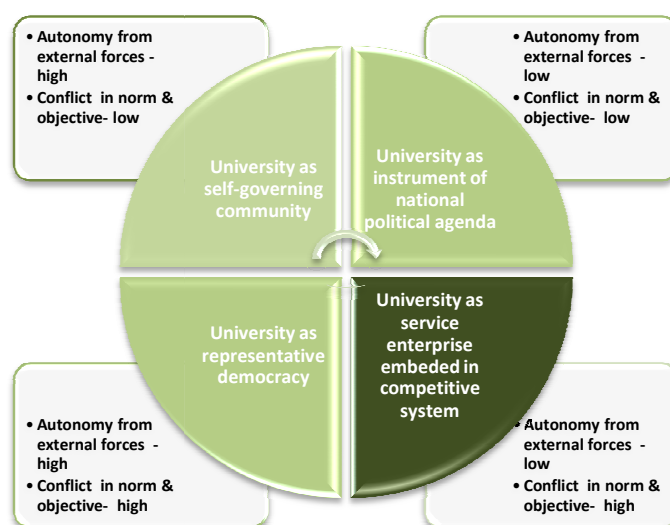 • Autonomy from
external forces -
high
• Conflict in norm &
objective- low
• Autonomy from
external forces -
low
• Conflict in norm &
objective- low
University as
self-governing
community
University as
instrument of
national
political agenda
University as
representative
democracy
University as
service
enterprise
embeded in
competitive
system
• Autonomy from
external forces -
high
• Conflict in norm &
objective- high
• Autonomy from
external forces -
low
• Conflict in norm &
objective- high